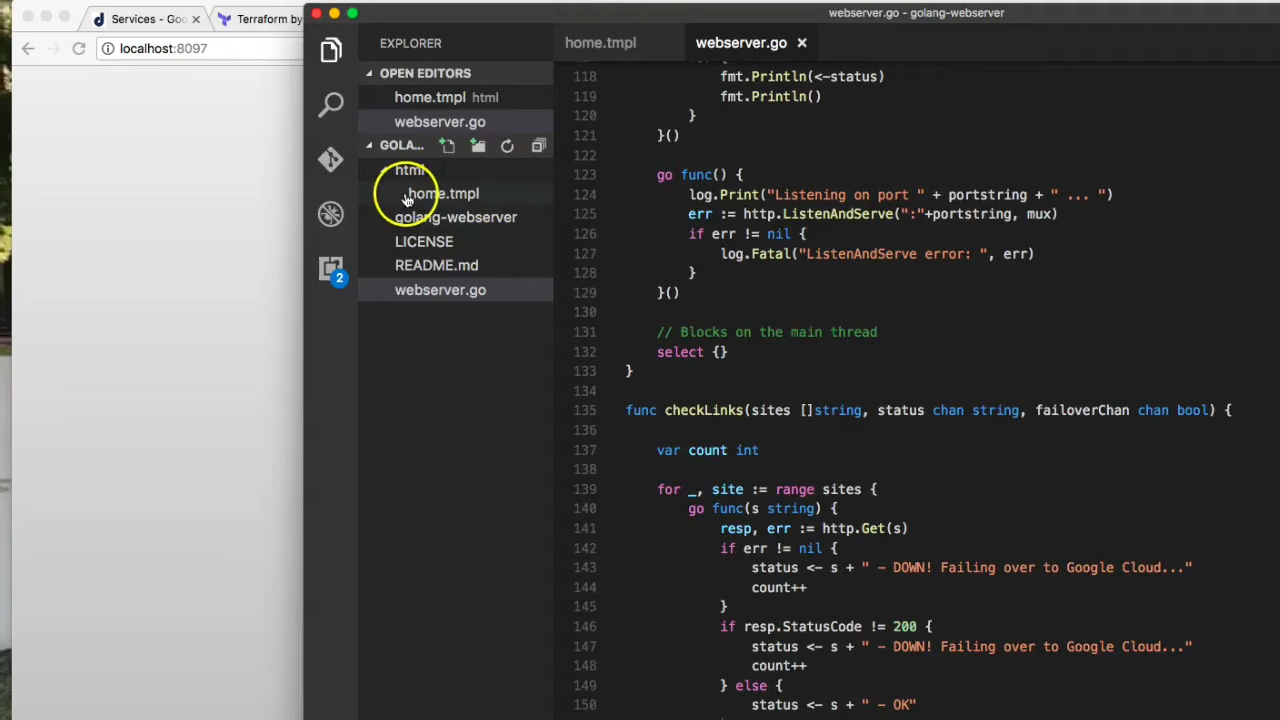 Services - Goo
Terraform by
localhost:8097
webserver.go - golang-webserver
EXPLORER
OPEN EDITORS
home.tmpl html
webserver.go
GOLA...
html
home.tmpl
golang-webserver
LICENSE
README.md
webserver.go
2
home.tmpl
webserver.go
118 fmt.Println(<-status)
119 fmt.Println()
120 }
121 }()
122
123 go func() {
124 log.Print("Listening on port " + portstring + " ... ")
125 err := http.ListenAndServe(":"+portstring, mux)
126 if err != nil {
127 log.Fatal("ListenAndServe error: ", err)
128 }
129 }()
130
131 // Blocks on the main thread
132 select {}
133 }
134
135 func checkLinks(sites []string, status chan string, failoverChan chan bool) {
136
137 var count int
138
139 for _, site := range sites {
140 go func(s string) {
141 resp, err := http.Get(s)
142 if err != nil {
143 status <- s + " - DOWN! Failing over to Google Cloud..."
144 count++
145 }
146 if resp.StatusCode != 200 {
147 status <- s + " - DOWN! Failing over to Google Cloud..."
148 count++
149 } else {
150 status <- s + " - OK"